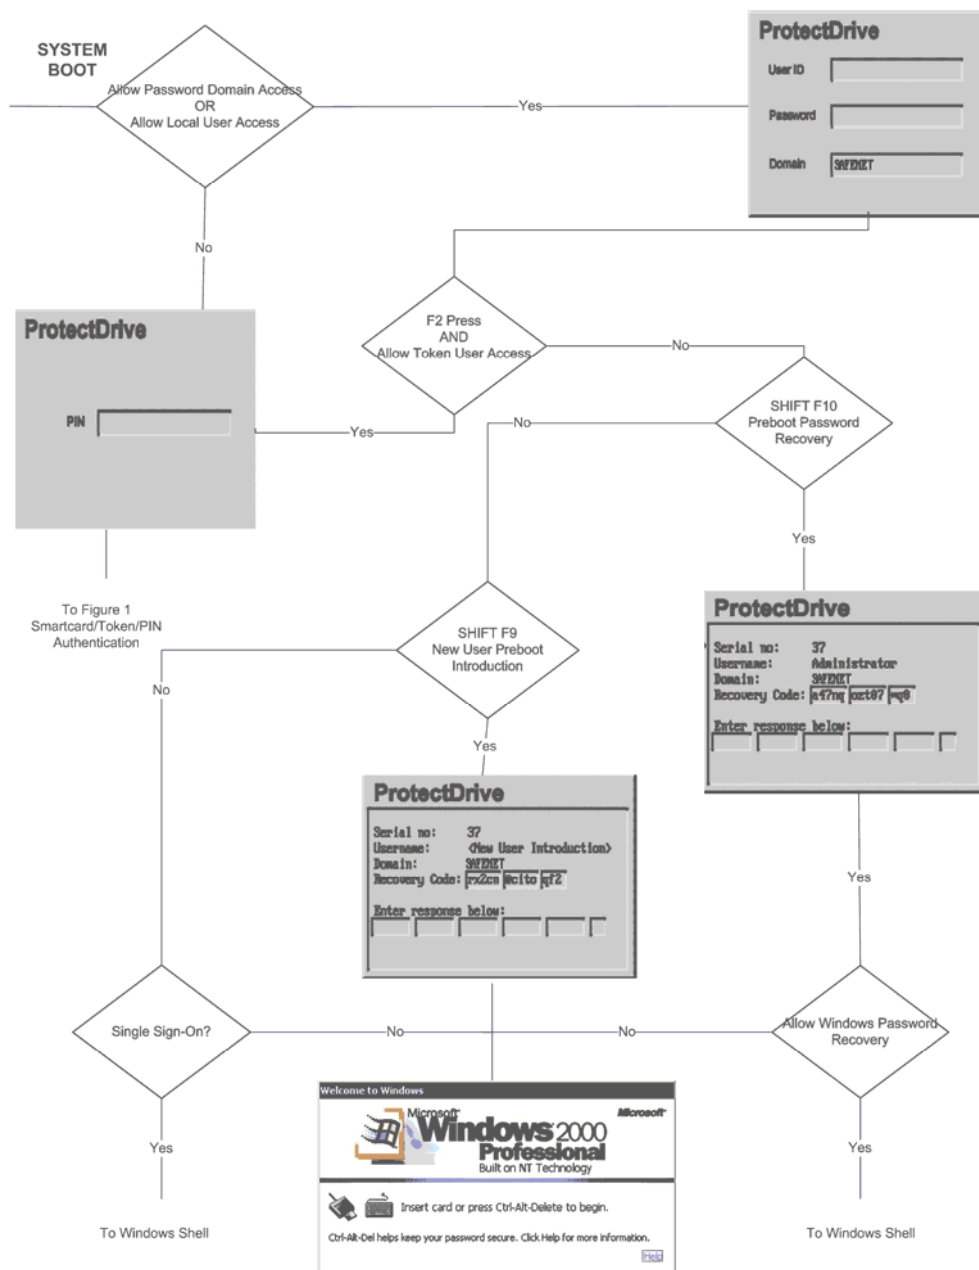 SYSTEM
BOOT
Allow Password Domain Access
OR
Allow Local User Access
Yes
No
ProtectDrive
User ID
Password
Domain
SAFENET
F2 Press
AND
Allow Token User Access
No
Yes
ProtectDrive
PIN
To Figure 1
Smartcard/Token/PIN
Authentication
SHIFT F10
Preboot Password
Recovery
No
Yes
SHIFT F9
New User Preboot
Introduction
No
Yes
ProtectDrive
Serial no: 37
Username: Administrator
Domain: SAFENET
Recovery Code:
Enter response below:
Yes
ProtectDrive
Serial no: 37
Username: <New User Introduction>
Domain: SAFENET
Recovery Code: rx2cn qf2
Enter response below:
Single Sign-On?
No
Yes
To Windows Shell
Allow Windows Password
Recovery
No
Yes
To Windows Shell
Welcome to Windows
Microsoft
Microsoft
Windows 2000
Professional
Built on NT Technology
Insert card or press Ctrl-Alt-Delete to begin.
Ctrl-Alt-Del helps keep your password secure. Click Help for more information.
Help